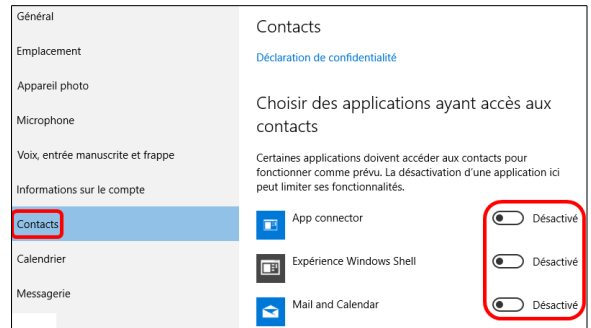 Général
Emplacement
Appareil photo
Microphone
Voix, entrée manuscrite et frappe
Informations sur le compte
Contacts
Calendrier
Messagerie
Contacts
Déclaration de confidentialité
Choisir des applications ayant accès aux
contacts
Certaines applications doivent accéder aux contacts pour
fonctionner comme prévu. La désactivation d'une application ici
peut limiter ses fonctionnalités.
App connector
Désactivé
Expérience Windows Shell
Désactivé
Mail and Calendar
Désactivé